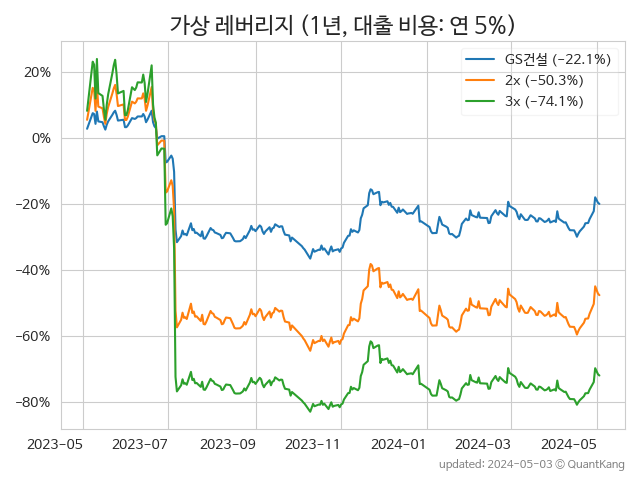 가상 레버리지 (1년, 대출 비용: 연 5%)
GS건설 (−22.1%)
2x (−50.3%)
3x (−74.1%)
20%
0%
−20%
−40%
−60%
−80%
2023-05 2023-07 2023-09 2023-11 2024-01 2024-03 2024-05
updated: 2024-05-03 © QuantKang